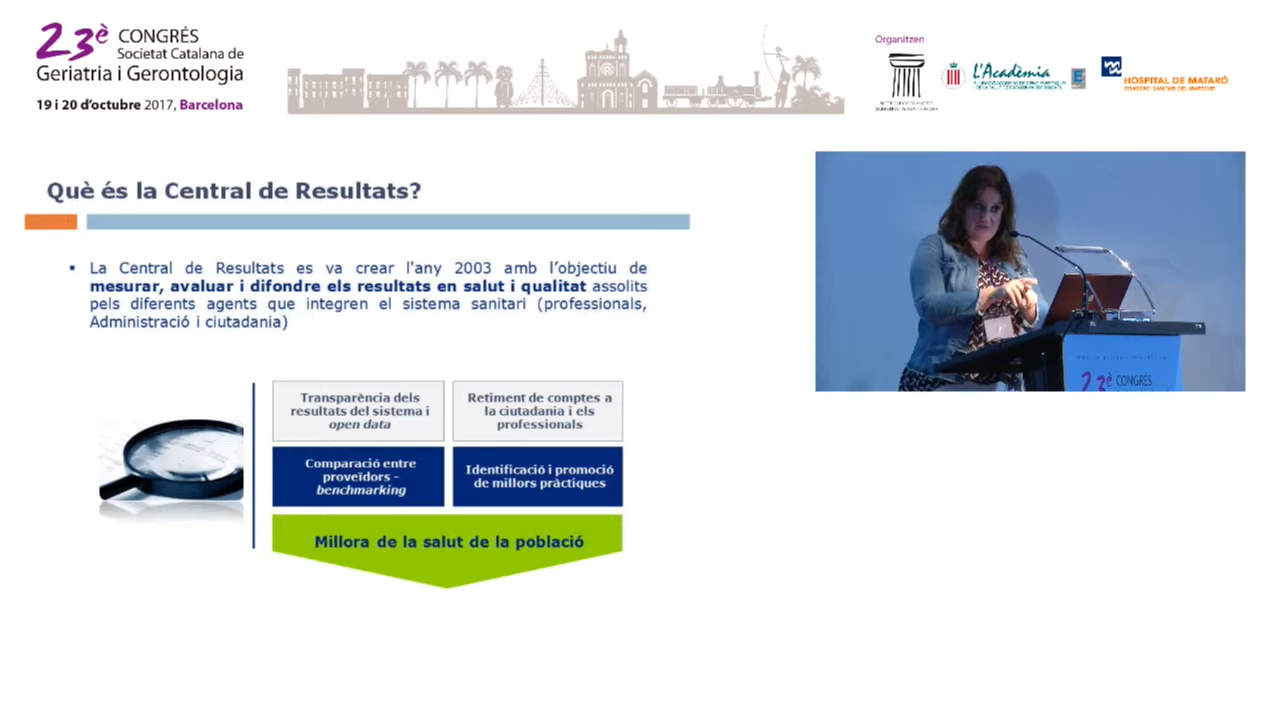 23è CONGRÉS
Societat Catalana de
Geriatria i Gerontologia
19 i 20 d'octubre 2017, Barcelona
Organitzen
L'Acadèmia
HOSPITAL DE MATARÓ
CONSORCI SANITARI DEL MARESME
Què és la Central de Resultats?
▪ La Central de Resultats es va crear l'any 2003 amb l'objectiu de
mesurar, avaluar i difondre els resultats en salut i qualitat assolits
pels diferents agents que integren el sistema sanitari (professionals,
Administració i ciutadania)
Transparència dels
resultats del sistema i
open data
Retiment de comptes a
la ciutadania i els
professionals
Comparació entre
proveïdors -
benchmarking
Identificació i promoció
de millors pràctiques
Millora de la salut de la població
23è CONGRÉS